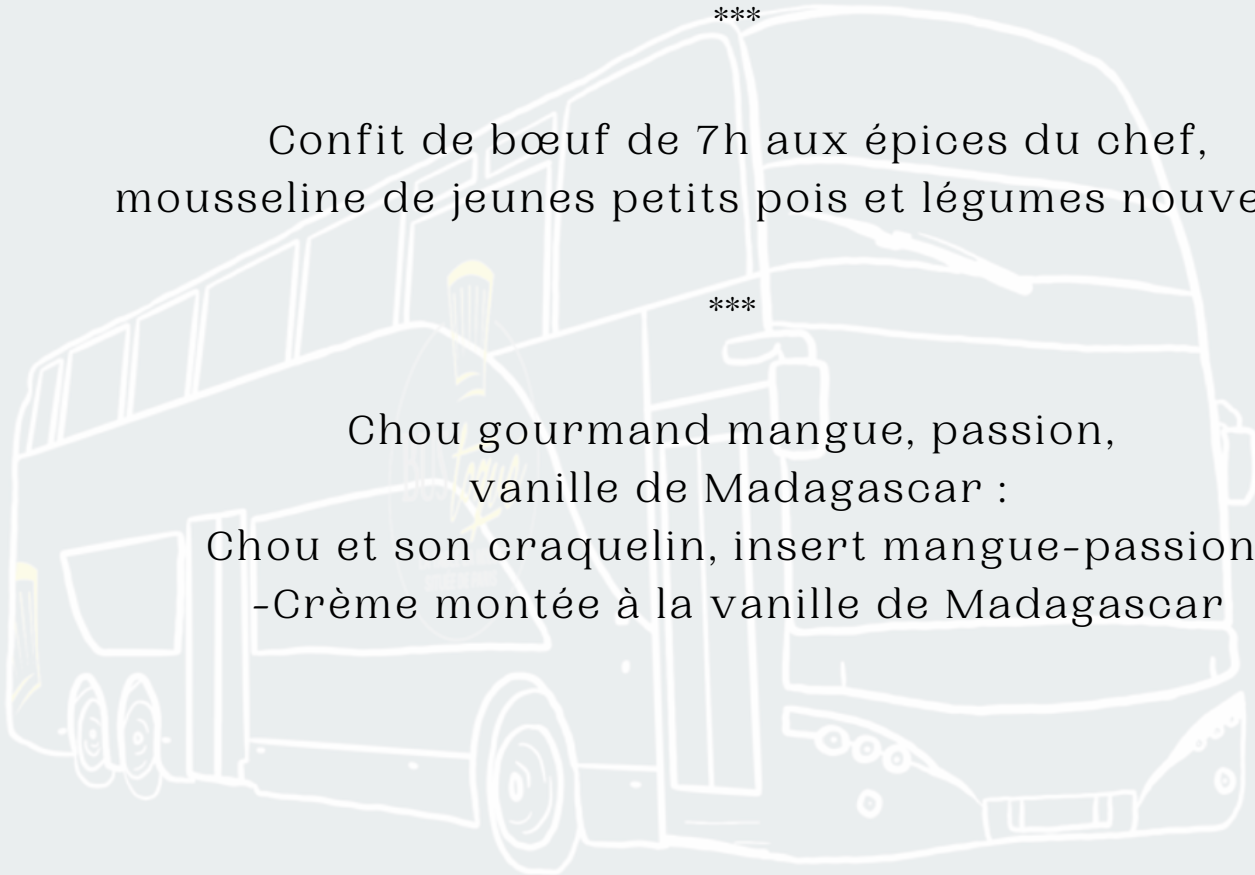 ***
Confit de bœuf de 7h aux épices du chef,
mousseline de jeunes petits pois et légumes nouve
***
Chou gourmand mangue, passion,
vanille de Madagascar :
Chou et son craquelin, insert mangue-passion
-Crème montée à la vanille de Madagascar